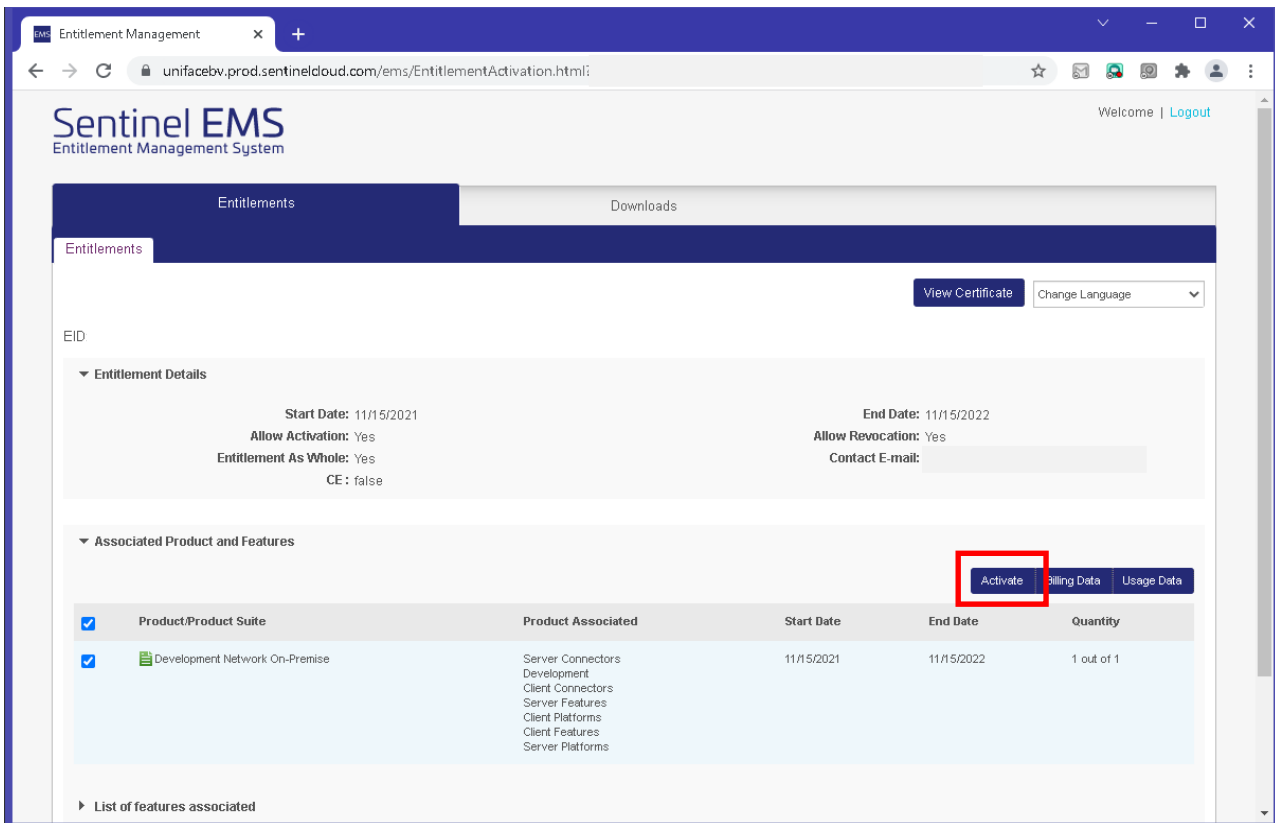 EMS Entitlement Management
unifacebv.prod.sentinelcloud.com/ems/EntitlementActivation.html?
Welcome | Logout
Sentinel EMS
Entitlement Management System
Entitlements
Downloads
Entitlements
View Certificate
Change Language
EID
Entitlement Details
Start Date: 11/15/2021
End Date: 11/15/2022
Allow Activation: Yes
Allow Revocation: Yes
Entitlement As Whole: Yes
Contact E-mail:
CE : false
Associated Product and Features
Activate
Billing Data
Usage Data
Product/Product Suite
Product Associated
Start Date
End Date
Quantity
Development Network On-Premise
Server Connectors
11/15/2021
11/15/2022
1 out of 1
Development
Client Connectors
Server Features
Client Platforms
Client Features
Server Platforms
List of features associated